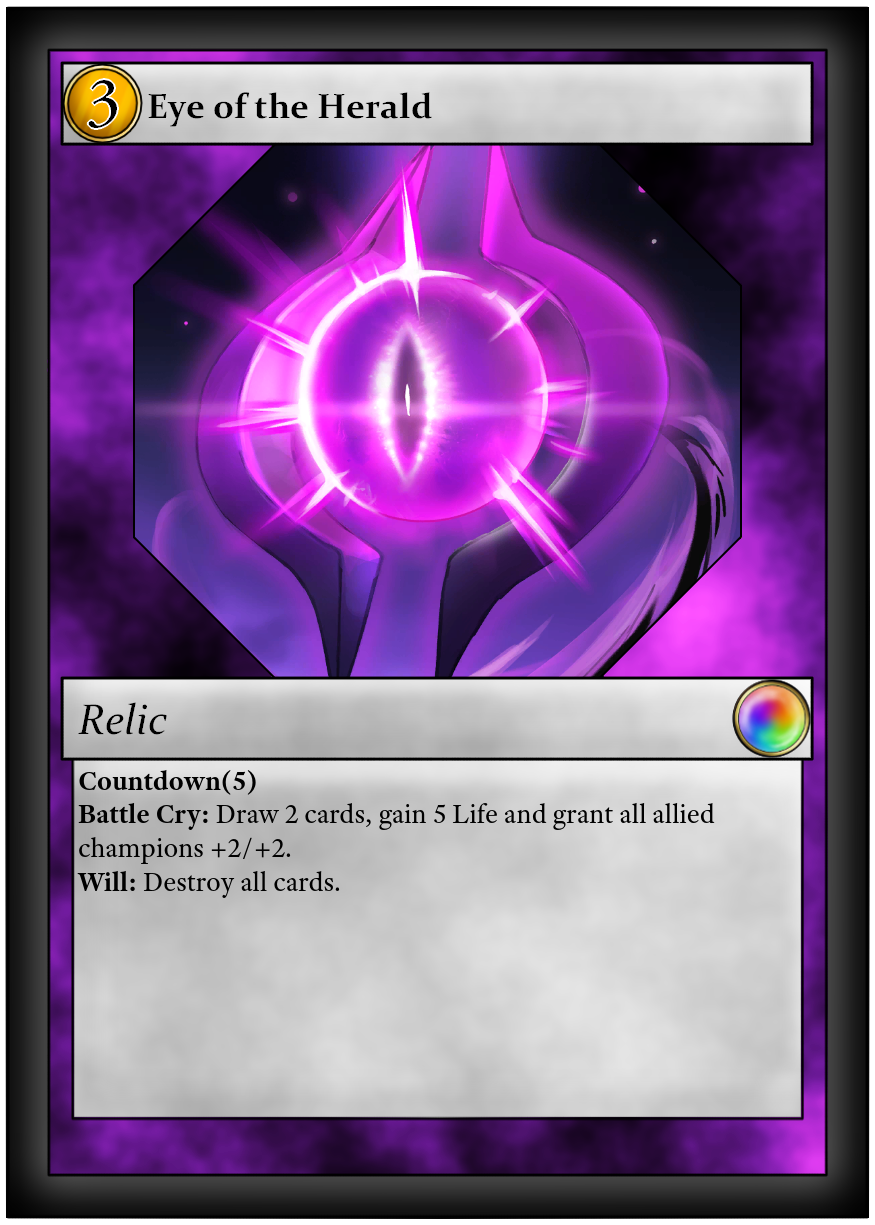 3
Eye of the Herald
Relic
Countdown(5)
Battle Cry: Draw 2 cards, gain 5 Life and grant all allied
champions +2/+2.
Will: Destroy all cards.